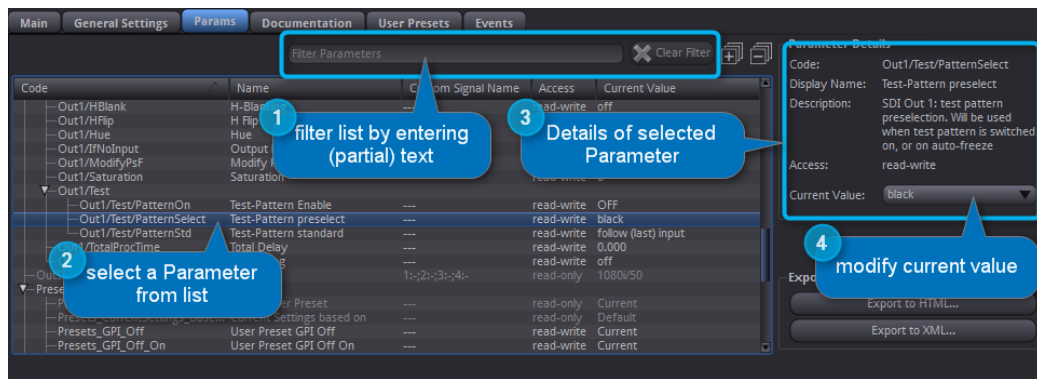 Main General Settings Params Documentation User Presets Events
Filter Parameters Clear Filter
Parameter Details
Code: Out1/Test/PatternSelect
Display Name: Test-Pattern preselect
Description: SDI Out 1: test pattern
preselection. Will be used
when test pattern is switched
on, or on auto-freeze
Access: read-write
Current Value: black
Code Name Custom Signal Name Access Current Value
Out1/HBlank H-Blanking --- read-write off
Out1/HFlip H Flip
Out1/Hue Hue
Out1/IfNoInput Output
Out1/ModifyPsF Modify
Out1/Saturation Saturation
Out1/Test
Out1/Test/PatternOn Test-Pattern Enable --- read-write OFF
Out1/Test/PatternSelect Test-Pattern preselect --- read-write black
Out1/Test/PatternStd Test-Pattern standard --- read-write follow (last) input
Out1/TotalProcTime Total Delay --- read-write 0.000
--- read-write off
1:-;2:-;3:-;4:- read-only 1080i/50
User Preset --- read-only Current
Current Settings based on --- read-only Default
Presets_GPI_Off User Preset GPI Off --- read-write Current
Presets_GPI_Off_On User Preset GPI Off On --- read-write Current
1
filter list by entering
(partial) text
2
select a Parameter
from list
3
Details of selected
Parameter
4
modify current value
Export to HTML...
Export to XML...